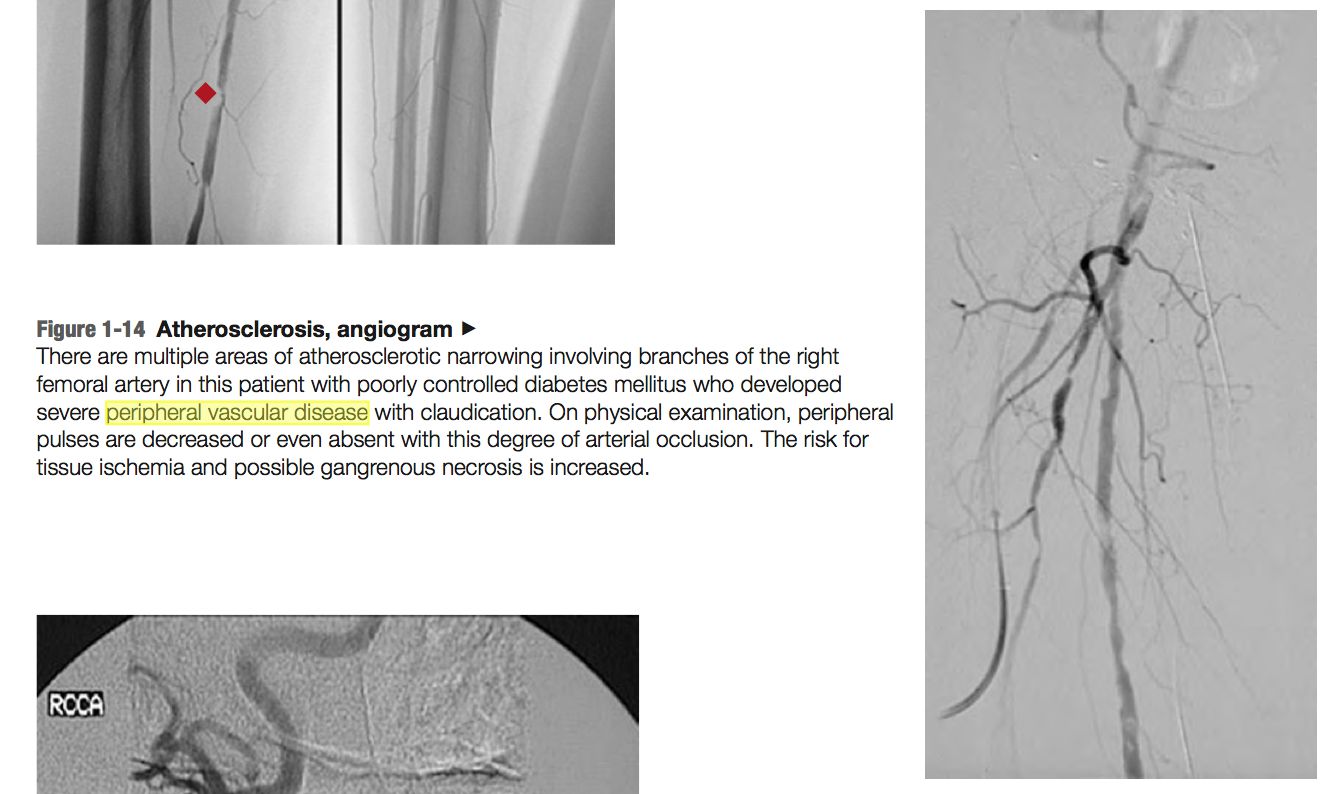 Figure 1-14 Atherosclerosis, angiogram ►
There are multiple areas of atherosclerotic narrowing involving branches of the right
femoral artery in this patient with poorly controlled diabetes mellitus who developed
severe peripheral vascular disease with claudication. On physical examination, peripheral
pulses are decreased or even absent with this degree of arterial occlusion. The risk for
tissue ischemia and possible gangrenous necrosis is increased.
RCCA